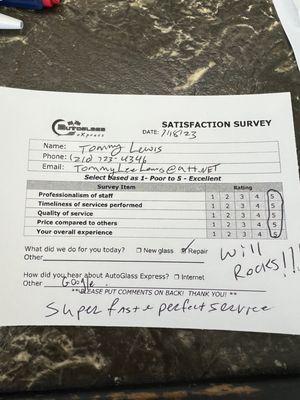 AUTOGLASS
eXpress
SATISFACTION SURVEY
DATE: 7/18/23
Name: Tommy Lewis
Phone: (210) 723-4346
Email: TommyLeeLewis@att.NET
Select based as 1- Poor to 5 - Excellent
Survey Item Rating
Professionalism of staff 1 2 3 4 5
Timeliness of services performed 1 2 3 4 5
Quality of service 1 2 3 4 5
Price compared to others 1 2 3 4 5
Your overall experience 1 2 3 4 5
What did we do for you today? ☐ New glass ☑ Repair
Other
Will
Rocks!!!
How did you hear about AutoGlass Express? ☐ Internet
Other Google
**PLEASE PUT COMMENTS ON BACK! THANK YOU! **
Super fast & perfect service